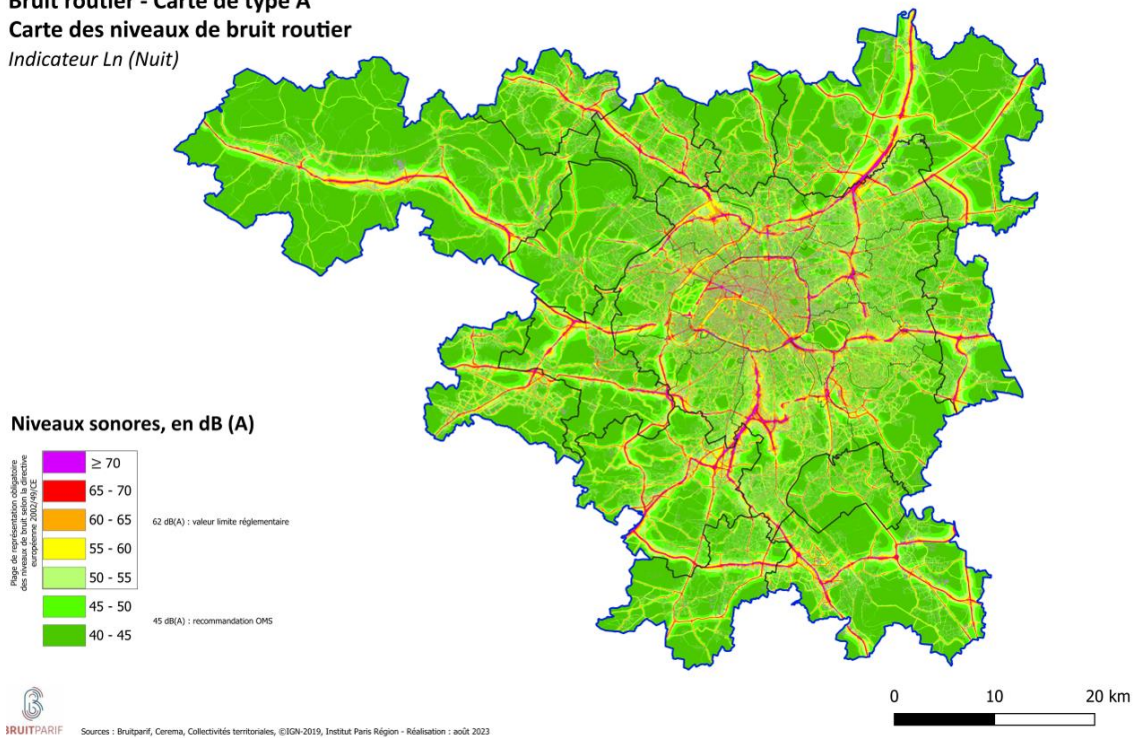 Bruit routier - Carte de type A
Carte des niveaux de bruit routier
Indicateur Ln (Nuit)
Niveaux sonores, en dB (A)
Plage de représentation obligatoire
des niveaux de bruit selon la directive
européenne 2002/49/CE
≥ 70
65 - 70
60 - 65
55 - 60
50 - 55
45 - 50
40 - 45
62 dB(A) : valeur limite réglementaire
45 dB(A) : recommandation OMS
0 10 20 km
BRUITPARIF
Sources : Bruitparif, Cerema, Collectivités territoriales, ©IGN-2019, Institut Paris Région - Réalisation : août 2023